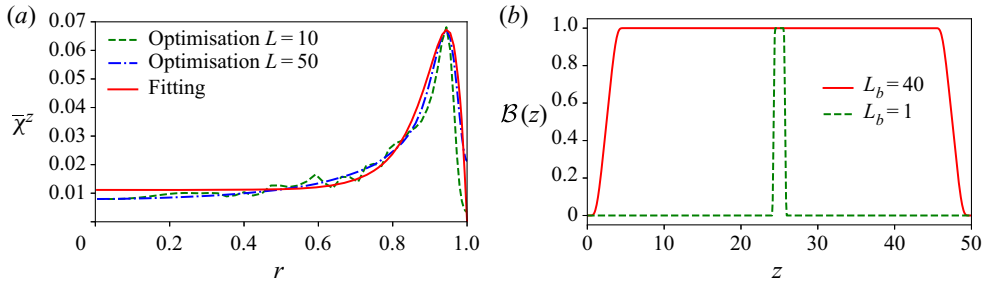 (a)
0.07
0.06
0.05
0.04
0.03
0.02
0.01
χ̅ᶻ
Optimisation L = 10
Optimisation L = 50
Fitting
0 0.2 0.4 0.6 0.8 1.0
r
(b)
1.0
0.8
0.6
0.4
0.2
0
ℬ(z)
L_b = 40
L_b = 1
0 10 20 30 40 50
z